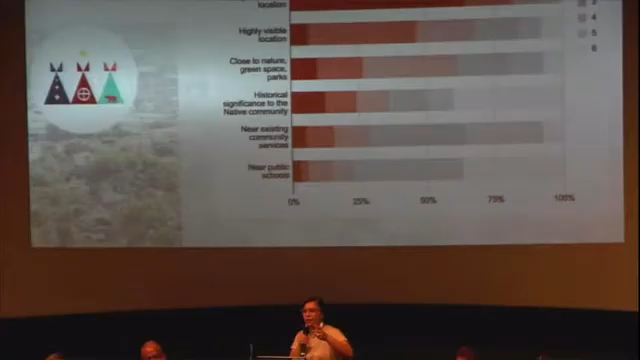 location
3
4
5
6
Highly visible
location
Close to nature,
green space,
parks
Historical
significance to the
Native community
Near existing
community
services
Near public
schools
0%
25%
50%
75%
100%